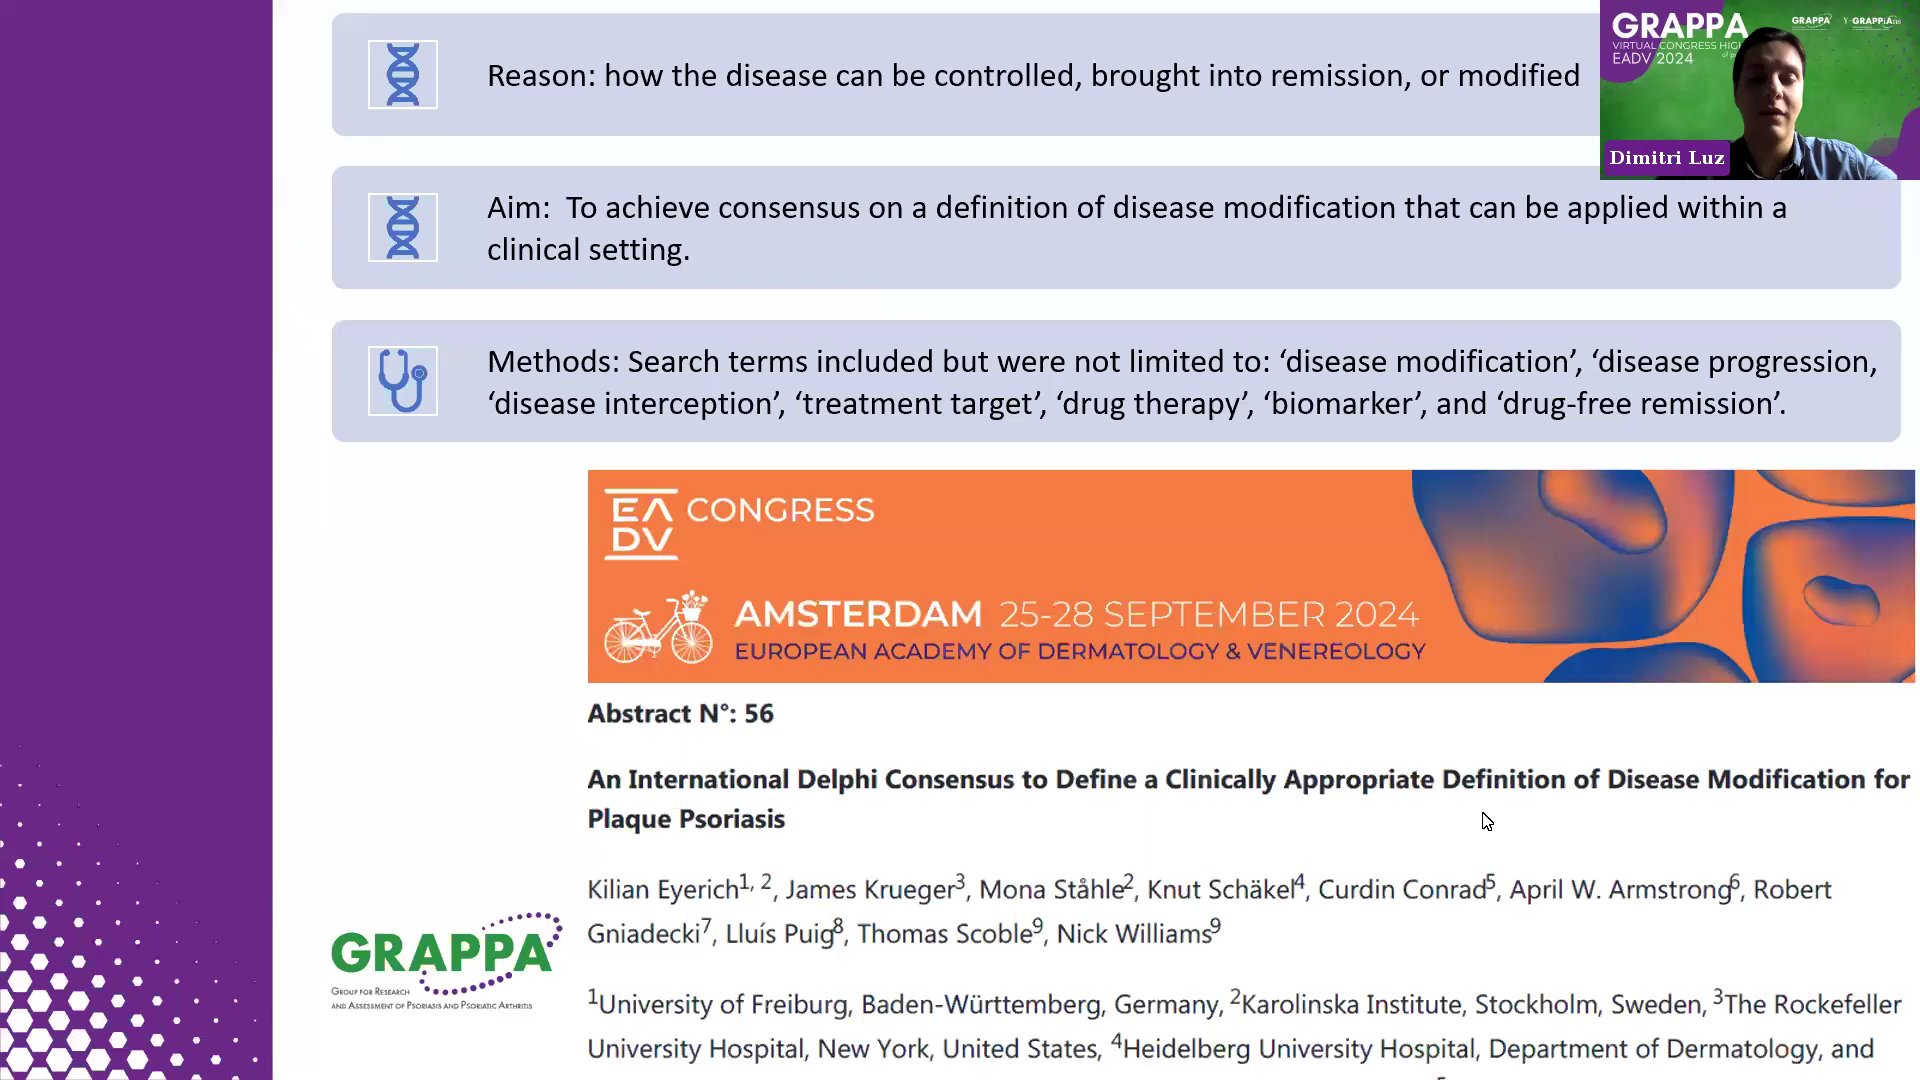 Reason: how the disease can be controlled, brought into remission, or modified
GRAPPA
VIRTUAL CONGRESS HIG
EADV 2024
GRAPPA
Y-GRAPPAns
Dimitri Luz
Aim:  To achieve consensus on a definition of disease modification that can be applied within a
clinical setting.
Methods: Search terms included but were not limited to: ‘disease modification’, ‘disease progression,
‘disease interception’, ‘treatment target’, ‘drug therapy’, ‘biomarker’, and ‘drug-free remission’.
EADV CONGRESS
AMSTERDAM 25-28 SEPTEMBER 2024
EUROPEAN ACADEMY OF DERMATOLOGY & VENEREOLOGY
Abstract N°: 56
An International Delphi Consensus to Define a Clinically Appropriate Definition of Disease Modification for
Plaque Psoriasis
Kilian Eyerich1, 2, James Krueger3, Mona Ståhle2, Knut Schäkel4, Curdin Conrad5, April W. Armstrong6, Robert
Gniadecki7, Lluís Puig8, Thomas Scoble9, Nick Williams9
GRAPPA
GROUP FOR RESEARCH
AND ASSESSMENT OF PSORIASIS AND PSORIATIC ARTHRITIS
1University of Freiburg, Baden-Württemberg, Germany, 2Karolinska Institute, Stockholm, Sweden, 3The Rockefeller
University Hospital, New York, United States, 4Heidelberg University Hospital, Department of Dermatology, and